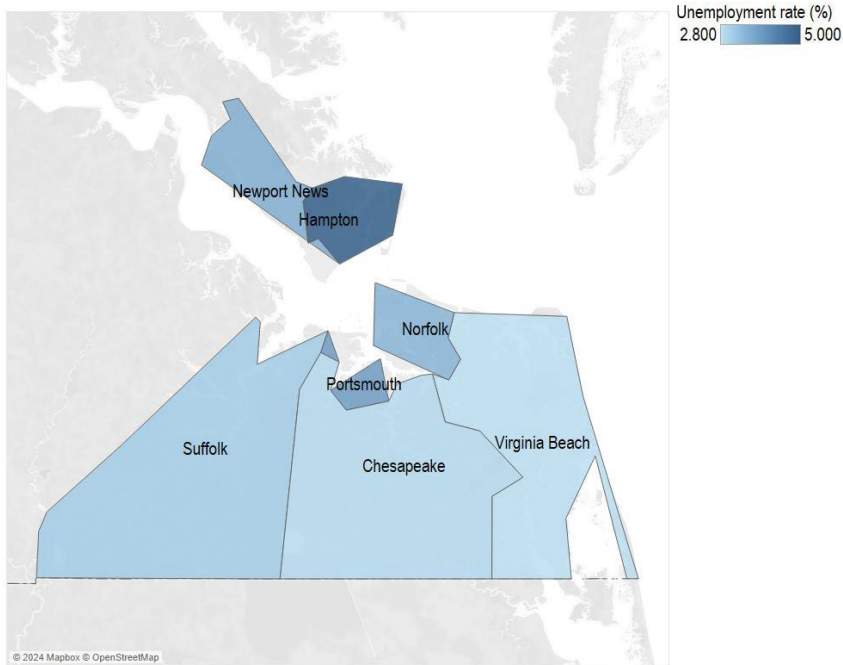 Unemployment rate (%)
2.800 5.000
Newport News
Hampton
Norfolk
Portsmouth
Virginia Beach
Suffolk
Chesapeake
© 2024 Mapbox © OpenStreetMap